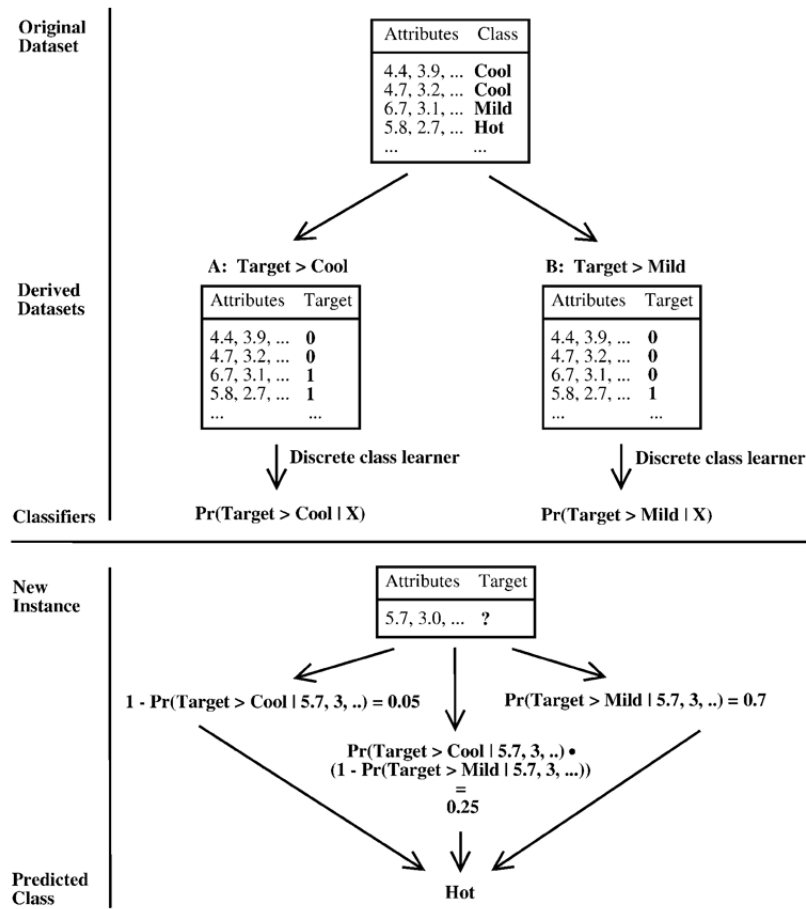 Original
Dataset
Attributes Class
4.4, 3.9, ... Cool
4.7, 3.2, ... Cool
6.7, 3.1, ... Mild
5.8, 2.7, ... Hot
... ...
Derived
Datasets
A: Target > Cool
Attributes Target
4.4, 3.9, ... 0
4.7, 3.2, ... 0
6.7, 3.1, ... 1
5.8, 2.7, ... 1
... ...
B: Target > Mild
Attributes Target
4.4, 3.9, ... 0
4.7, 3.2, ... 0
6.7, 3.1, ... 0
5.8, 2.7, ... 1
... ...
Discrete class learner
Discrete class learner
Classifiers
Pr(Target > Cool | X)
Pr(Target > Mild | X)
New
Instance
Attributes Target
5.7, 3.0, ... ?
1 - Pr(Target > Cool | 5.7, 3, ..) = 0.05
Pr(Target > Mild | 5.7, 3, ..) = 0.7
Pr(Target > Cool | 5.7, 3, ..) •
(1 - Pr(Target > Mild | 5.7, 3, ...))
=
0.25
Predicted
Class
Hot